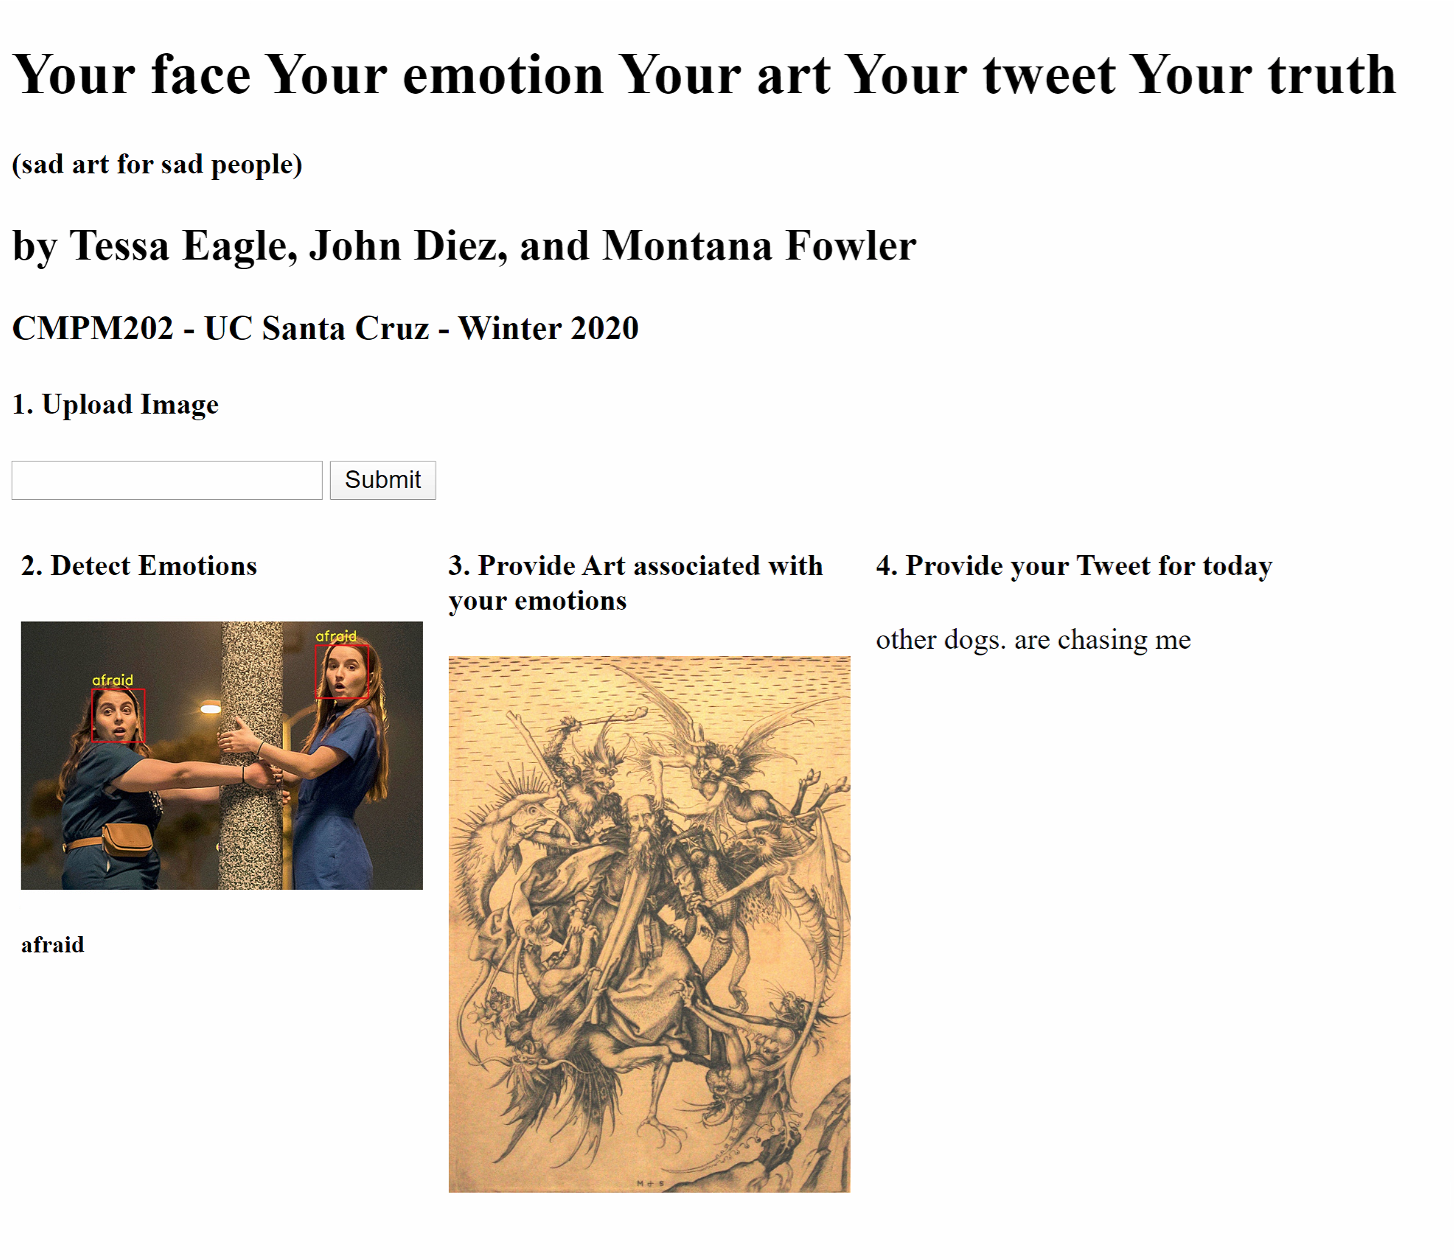 Your face Your emotion Your art Your tweet Your truth
(sad art for sad people)
by Tessa Eagle, John Diez, and Montana Fowler
CMPM202 - UC Santa Cruz - Winter 2020
1. Upload Image
Submit
2. Detect Emotions
afraid
afraid
afraid
3. Provide Art associated with
your emotions
M + S
4. Provide your Tweet for today
other dogs. are chasing me